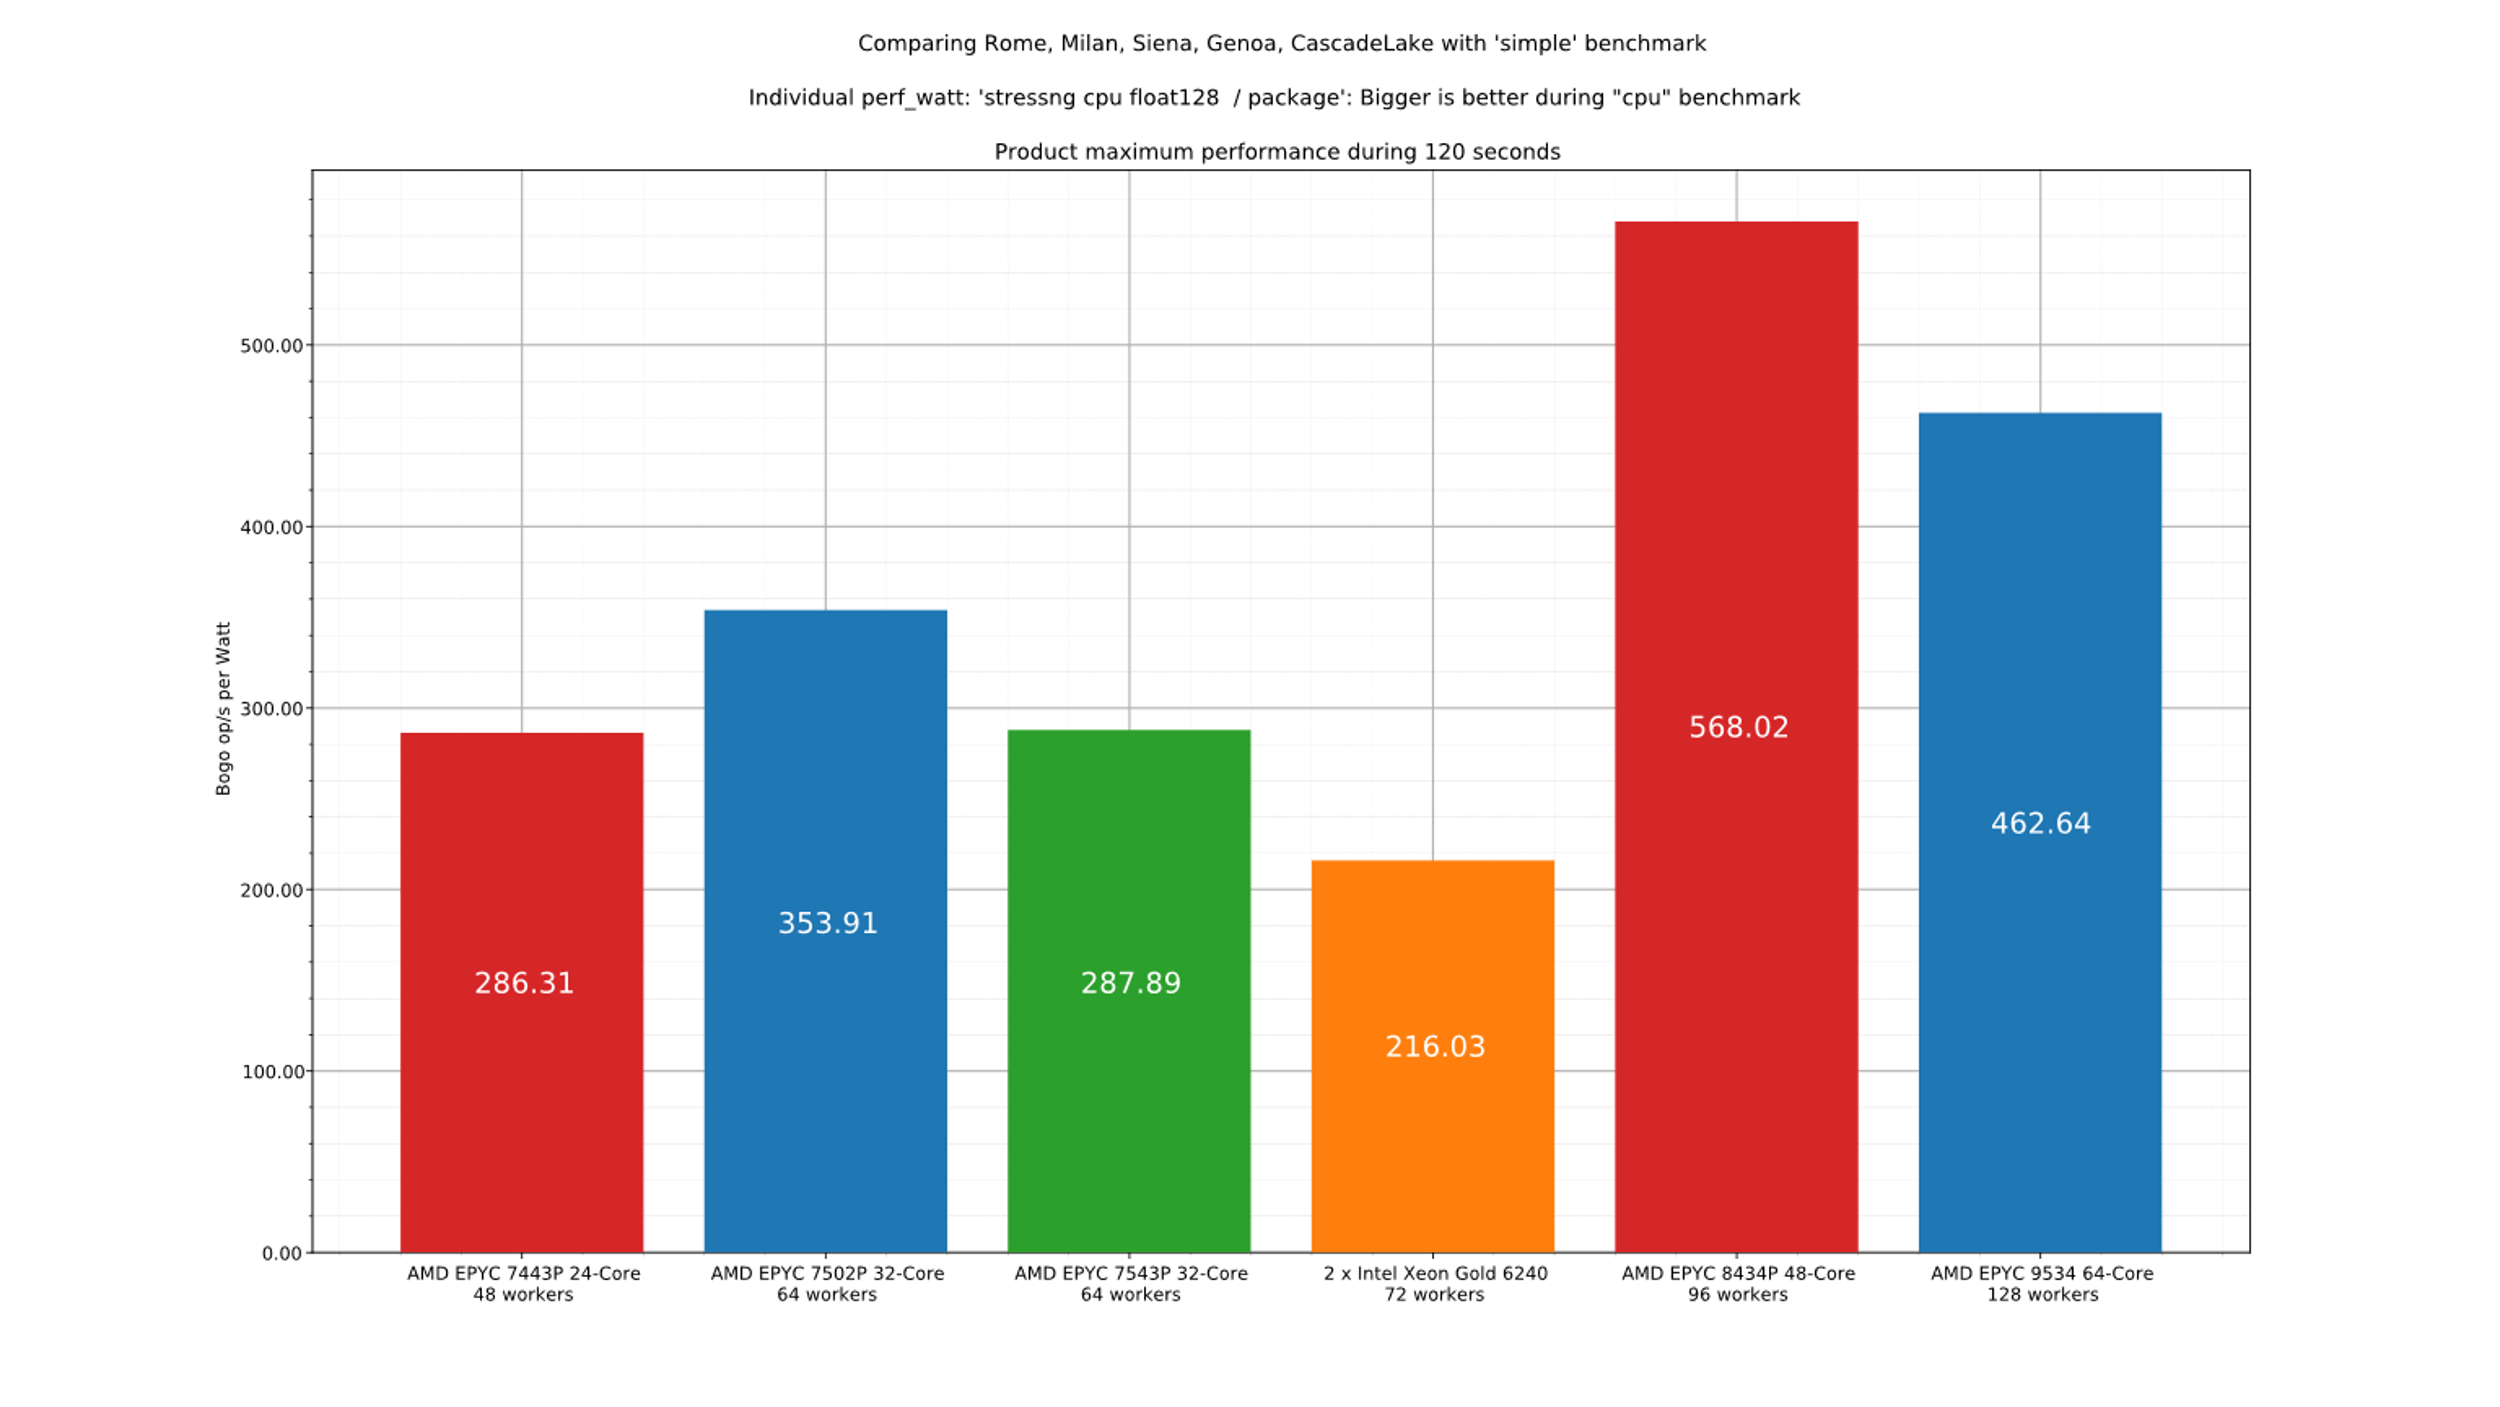 Comparing Rome, Milan, Siena, Genoa, CascadeLake with 'simple' benchmark
Individual perf_watt: 'stressng cpu float128  / package': Bigger is better during "cpu" benchmark
Product maximum performance during 120 seconds
Bogo op/s per Watt
500.00
400.00
300.00
200.00
100.00
0.00
286.31
353.91
287.89
216.03
568.02
462.64
AMD EPYC 7443P 24-Core
48 workers
AMD EPYC 7502P 32-Core
64 workers
AMD EPYC 7543P 32-Core
64 workers
2 x Intel Xeon Gold 6240
72 workers
AMD EPYC 8434P 48-Core
96 workers
AMD EPYC 9534 64-Core
128 workers